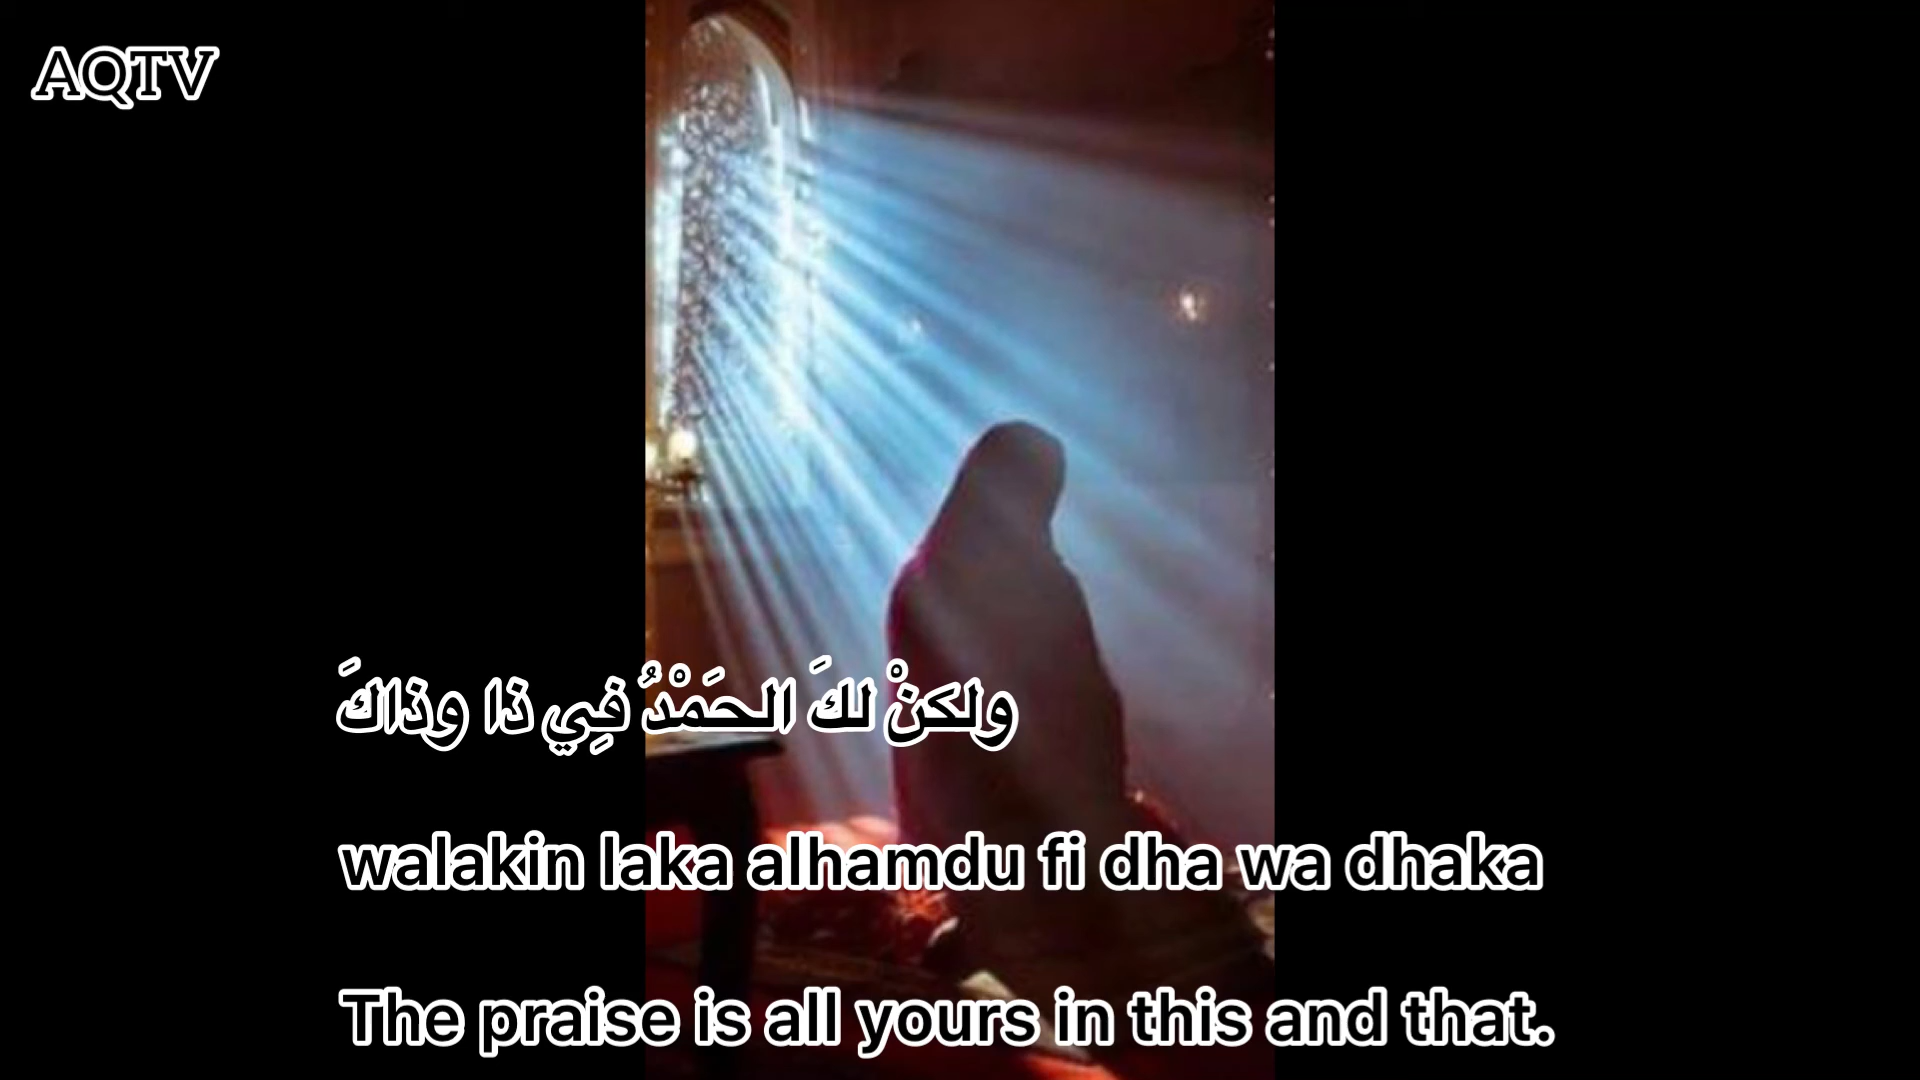 AQTV
ولكنْ لكَ الحَمْدُ فِي ذا وذاكَ
walakin laka alhamdu fi dha wa dhaka
The praise is all yours in this and that.